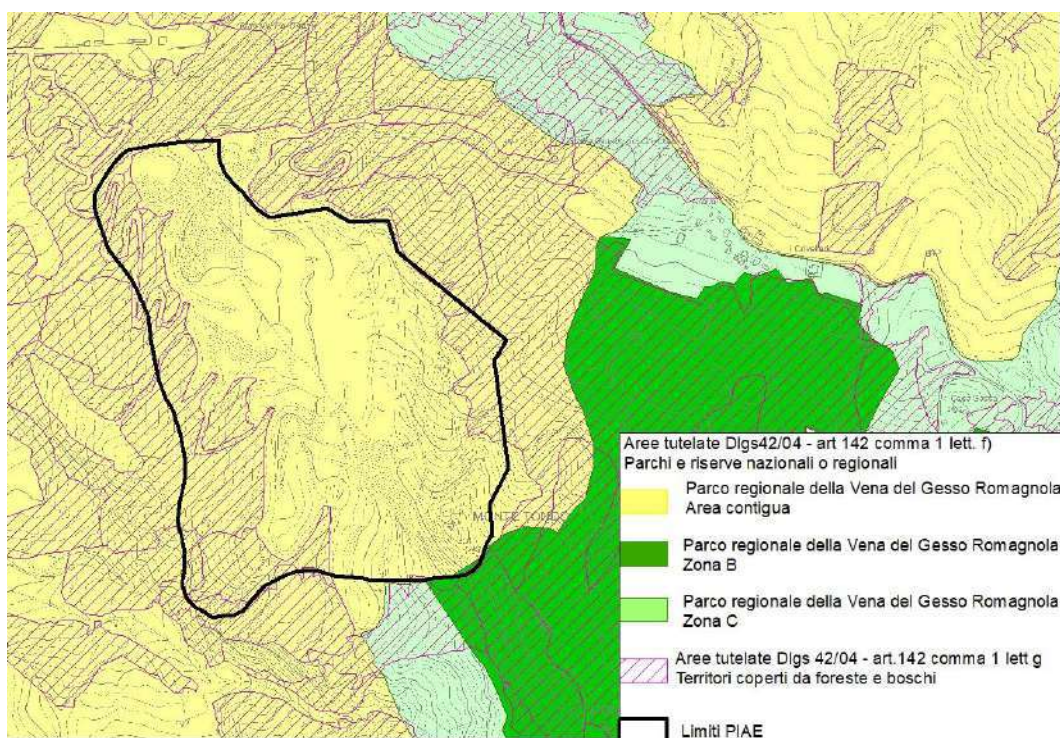 MONTE TONDO
Aree tutelate Dlgs42/04 - art 142 comma 1 lett. f)
Parchi e riserve nazionali o regionali
Parco regionale della Vena del Gesso Romagnola
Area contigua
Parco regionale della Vena del Gesso Romagnola
Zona B
Parco regionale della Vena del Gesso Romagnola
Zona C
Aree tutelate Dlgs 42/04 - art.142 comma 1 lett g
Territori coperti da foreste e boschi
Limiti PIAE